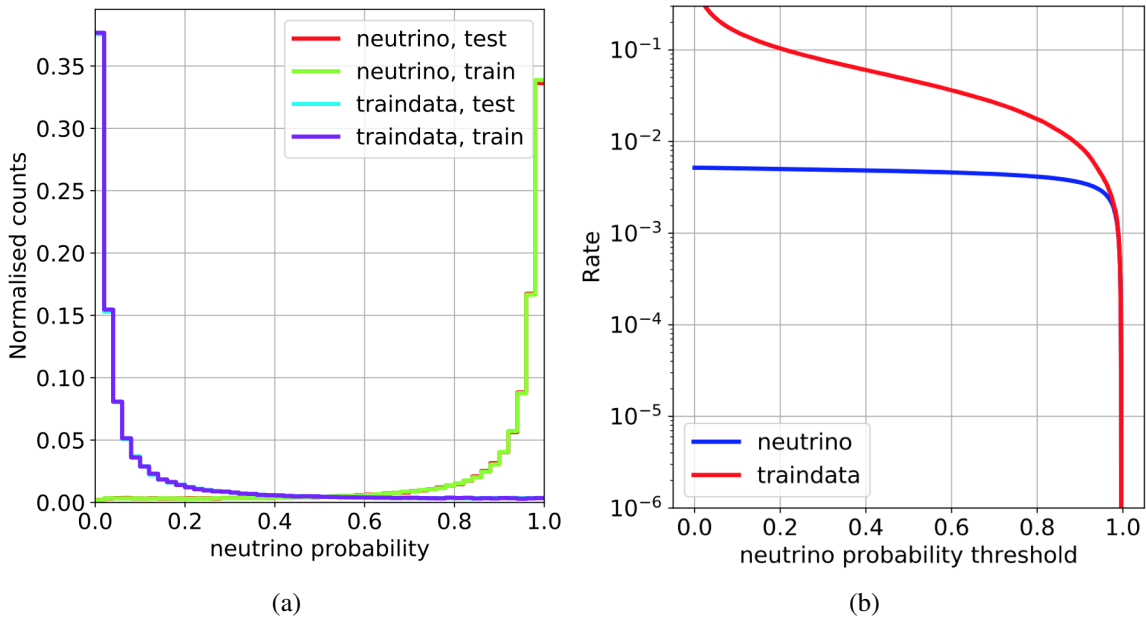 0.35
0.30
0.25
0.20
0.15
0.10
0.05
0.00
Normalised counts
neutrino, test
neutrino, train
traindata, test
traindata, train
0.0 0.2 0.4 0.6 0.8 1.0
neutrino probability
(a)
10⁻¹
10⁻²
10⁻³
10⁻⁴
10⁻⁵
10⁻⁶
Rate
neutrino
traindata
0.0 0.2 0.4 0.6 0.8 1.0
neutrino probability threshold
(b)